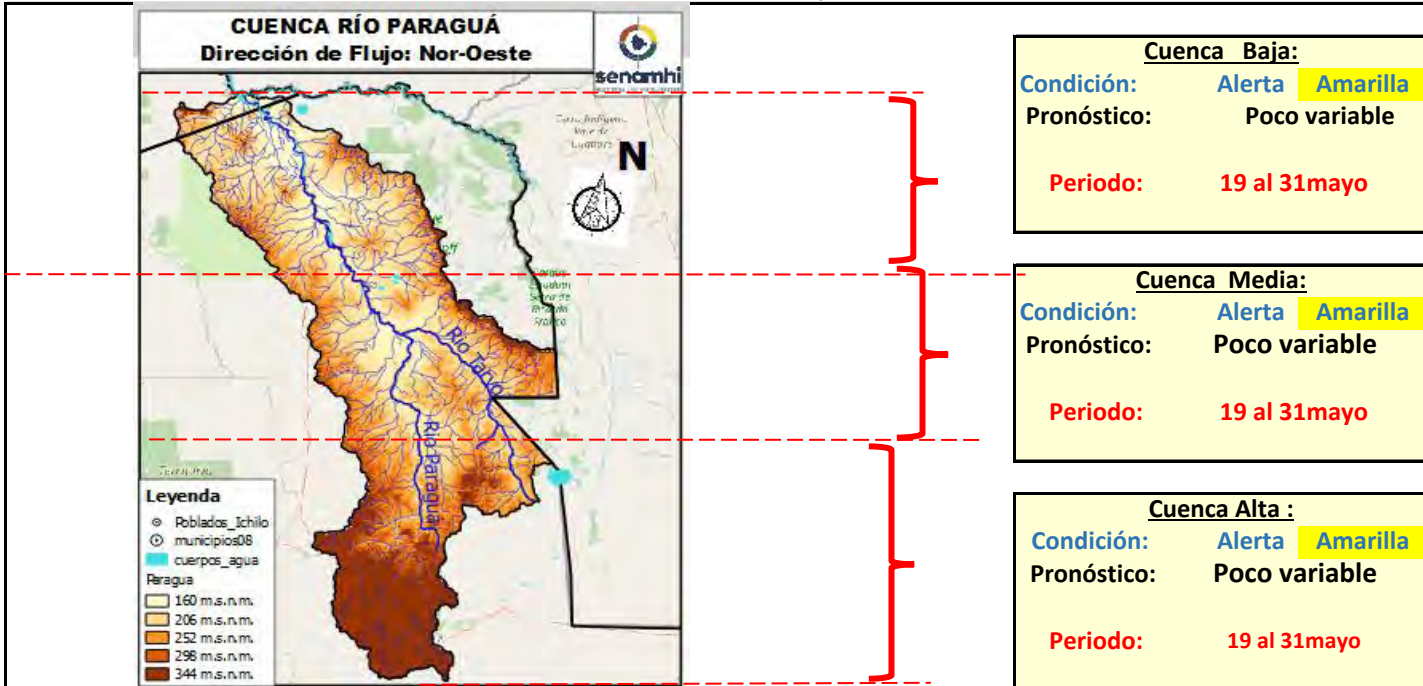 CUENCA RÍO PARAGUÁ
Dirección de Flujo: Nor-Oeste
senamhi
N
Río Tarvo
Río Paraguá
Leyenda
Poblados_Ichilo
municipios08
cuerpos_agua
Paragua
160 m.s.n.m.
206 m.s.n.m.
252 m.s.n.m.
298 m.s.n.m.
344 m.s.n.m.
Cuenca Baja:
Condición: Alerta Amarilla
Pronóstico: Poco variable
Periodo: 19 al 31mayo
Cuenca Media:
Condición: Alerta Amarilla
Pronóstico: Poco variable
Periodo: 19 al 31mayo
Cuenca Alta :
Condición: Alerta Amarilla
Pronóstico: Poco variable
Periodo: 19 al 31mayo